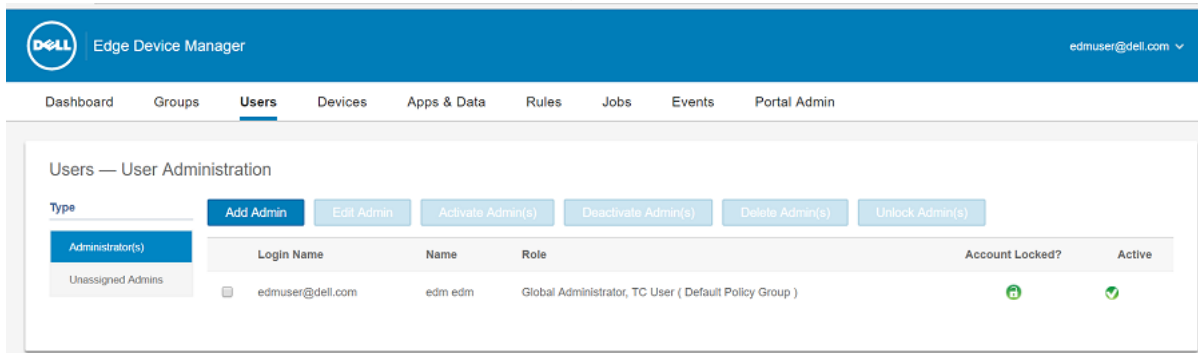 DELL Edge Device Manager edmuser@dell.com
Dashboard Groups Users Devices Apps & Data Rules Jobs Events Portal Admin
Users — User Administration
Type
Administrator(s)
Unassigned Admins
Add Admin Edit Admin Activate Admin(s) Deactivate Admin(s) Delete Admin(s) Unlock Admin(s)
Login Name Name Role Account Locked? Active
edmuser@dell.com edm edm Global Administrator, TC User ( Default Policy Group )